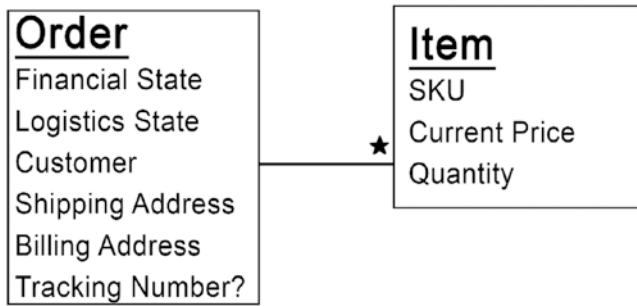 Order
Financial State
Logistics State
Customer
Shipping Address
Billing Address
Tracking Number?
Item
SKU
Current Price
Quantity